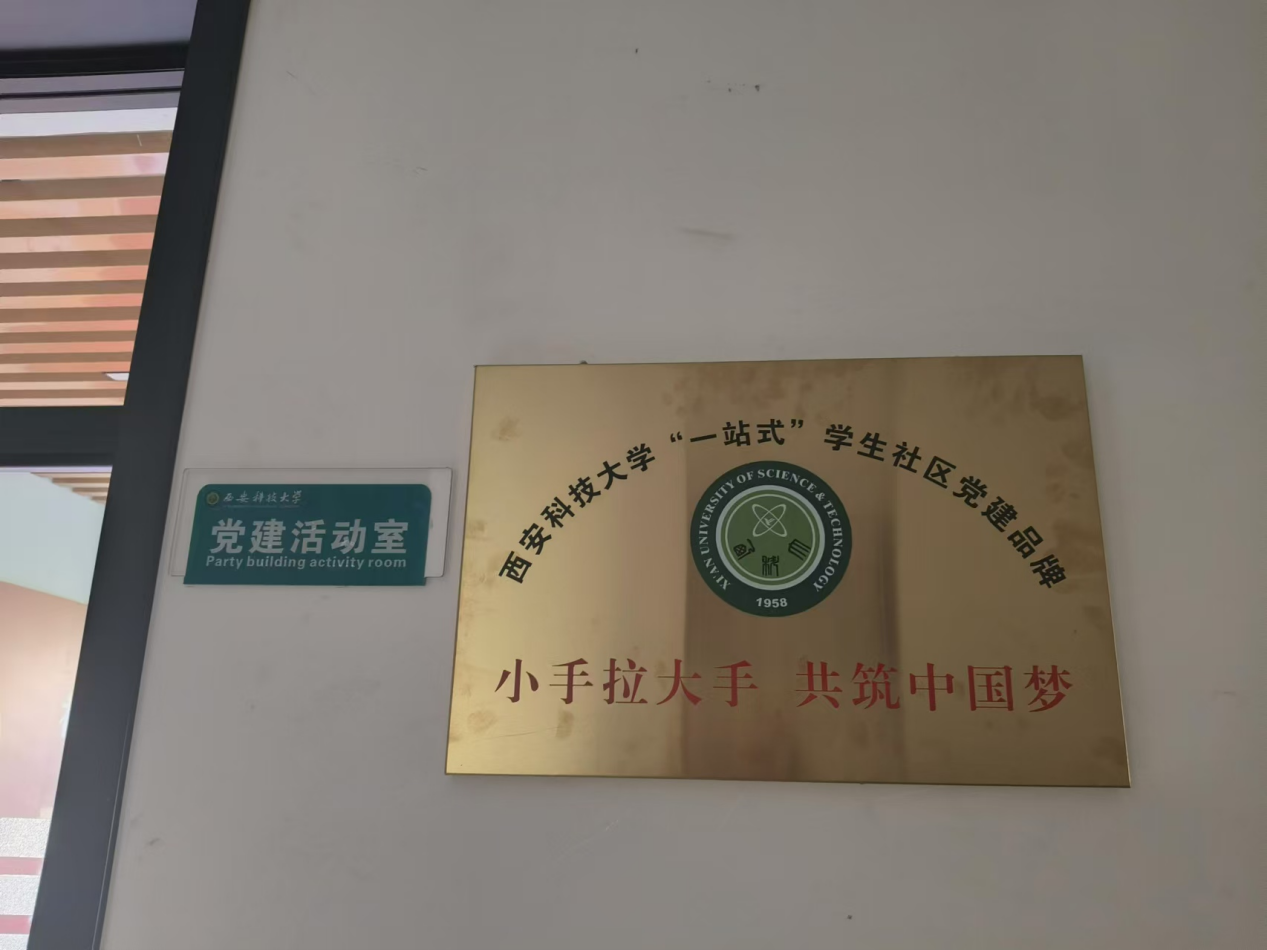 西安科技大学
党建活动室
Party building activity room
西安科技大学“一站式”学生社区党建品牌
XI'AN UNIVERSITY OF SCIENCE & TECHNOLOGY
1958
小手拉大手 共筑中国梦